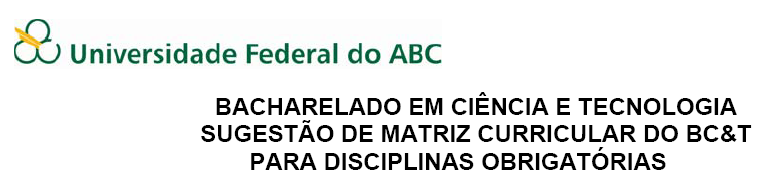 Universidade Federal do ABC
BACHARELADO EM CIÊNCIA E TECNOLOGIA
SUGESTÃO DE MATRIZ CURRICULAR DO BC&T
PARA DISCIPLINAS OBRIGATÓRIAS